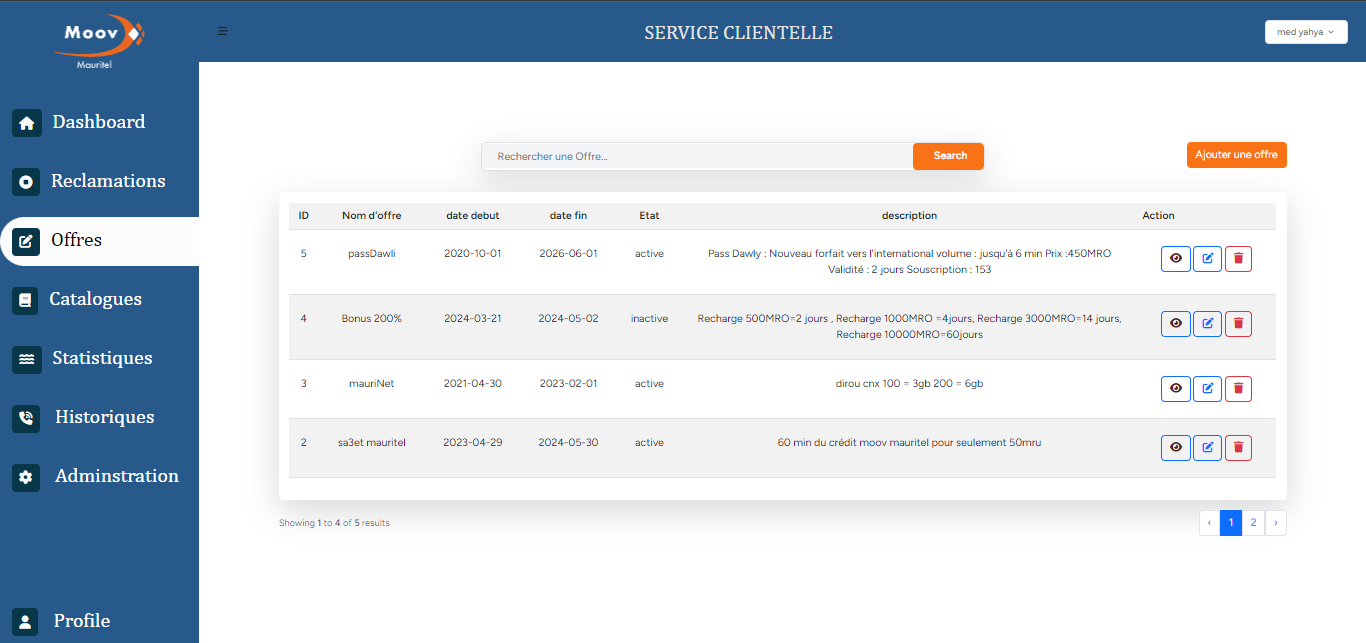 Moov
Mauritel
SERVICE CLIENTELLE
med yahya
Dashboard
Reclamations
Offres
Catalogues
Statistiques
Historiques
Adminstration
Profile
Rechercher une Offre...
Search
Ajouter une offre
ID Nom d'offre date debut date fin Etat description Action
5 passDawli 2020-10-01 2026-06-01 active Pass Dawly : Nouveau forfait vers l'international volume : jusqu'à 6 min Prix :450MRO
Validité : 2 jours Souscription : 153
4 Bonus 200% 2024-03-21 2024-05-02 inactive Recharge 500MRO=2 jours , Recharge 1000MRO =4jours, Recharge 3000MRO=14 jours,
Recharge 10000MRO=60jours
3 mauriNet 2021-04-30 2023-02-01 active dirou cnx 100 = 3gb 200 = 6gb
2 sa3et mauritel 2023-04-29 2024-05-30 active 60 min du crédit moov mauritel pour seulement 50mru
Showing 1 to 4 of 5 results
‹ 1 2 ›